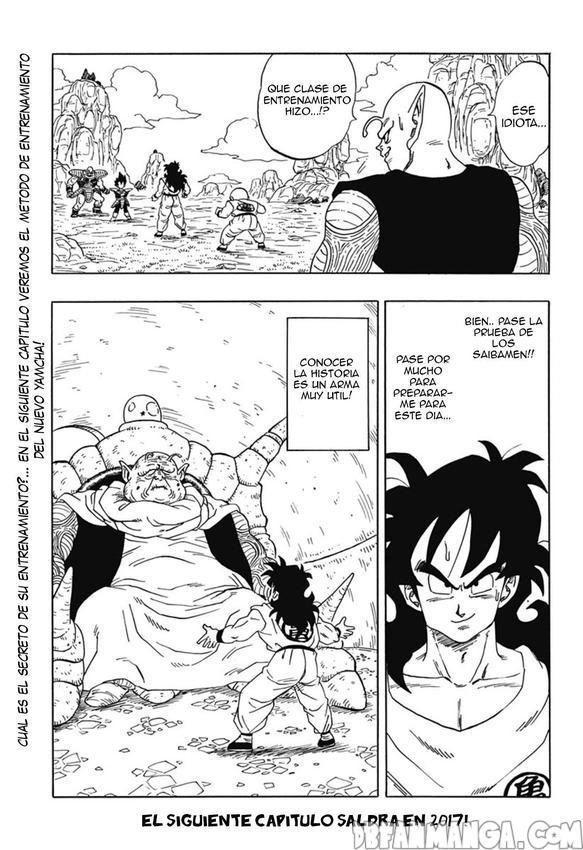 ESE
IDIOTA...
QUE CLASE DE
ENTRENAMIENTO
HIZO...!?
BIEN.. PASE LA
PRUEBA DE
LOS
SAIBAMEN!!
PASE POR
MUCHO
PARA
PREPARAR-
ME PARA
ESTE DIA...
CONOCER
LA HISTORIA
ES UN ARMA
MUY UTIL!
亀
CUAL ES EL SECRETO DE SU ENTRENAMIENTO?... EN EL SIGUIENTE CAPITULO VEREMOS EL METODO DE ENTRENAMIENTO
DEL NUEVO YAMCHA!
EL SIGUIENTE CAPITULO SALDRA EN 2017!
DBFANMANGA.COM